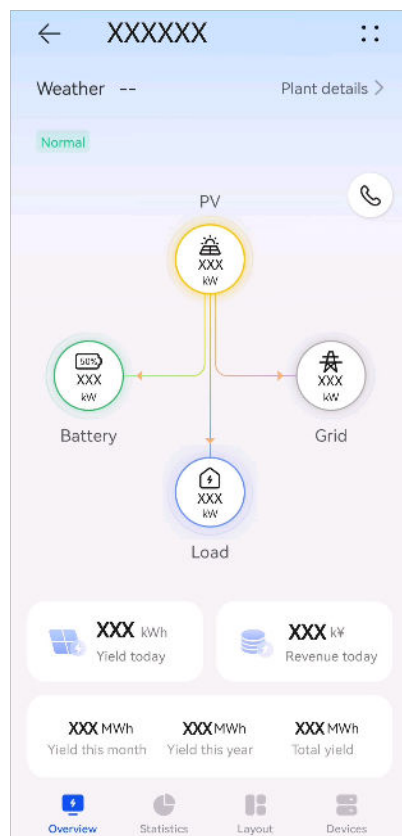 XXXXXX
Weather --
Plant details >
Normal
PV
XXX
kW
50%
XXX
kW
XXX
kW
Battery
Grid
XXX
kW
Load
XXX kWh
Yield today
XXX k¥
Revenue today
XXX MWh XXX MWh XXX MWh
Yield this month Yield this year Total yield
Overview Statistics Layout Devices